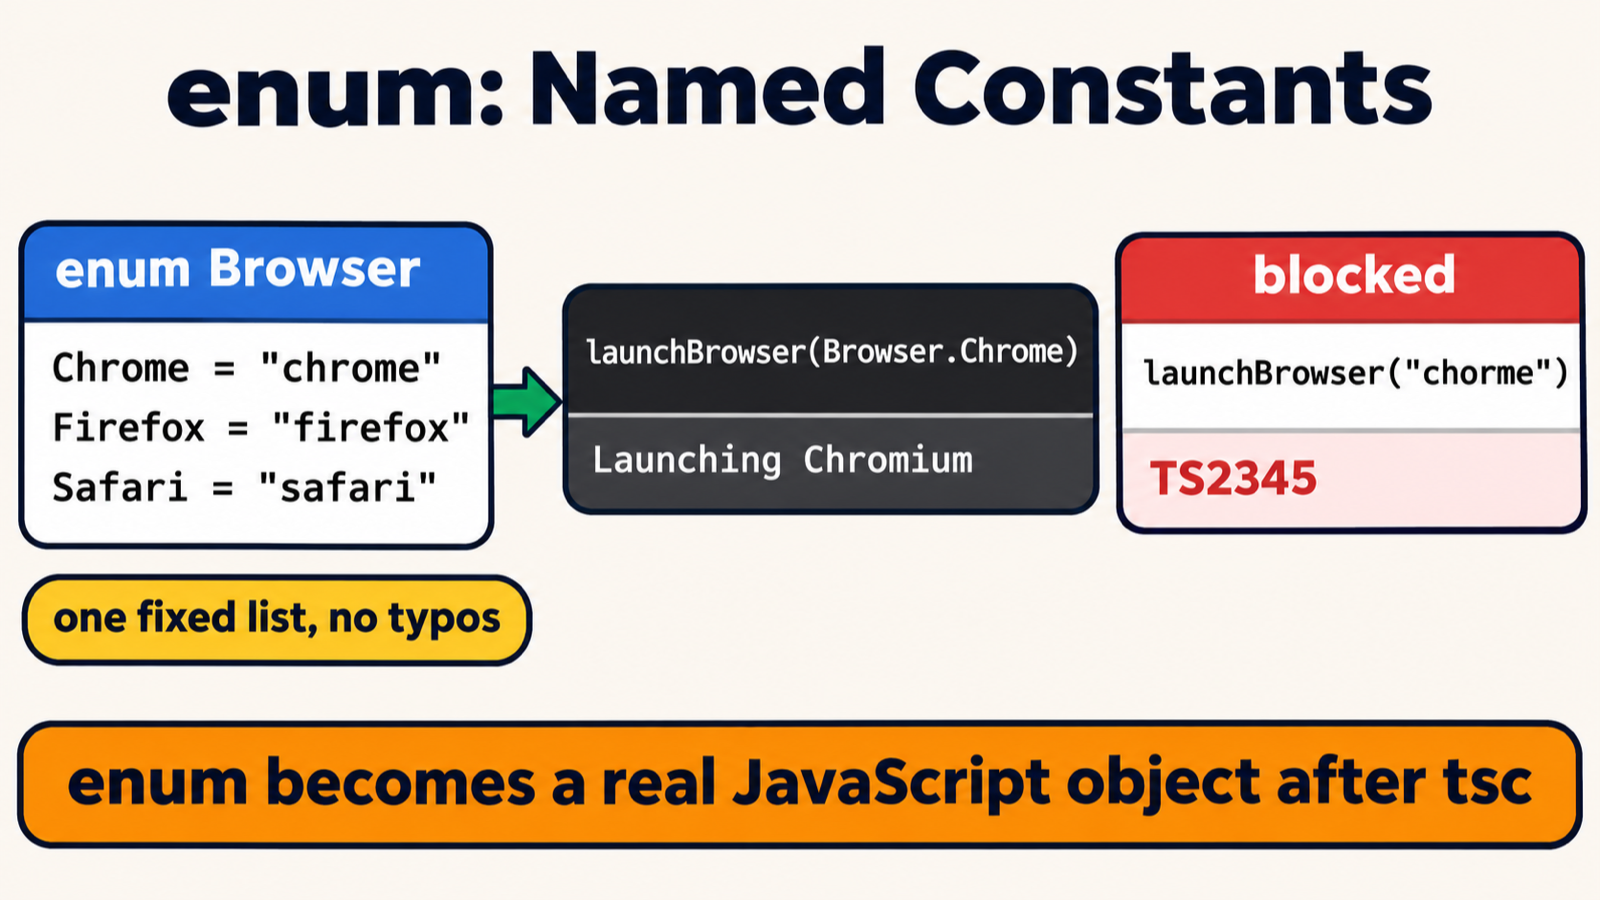 enum: Named Constants
enum Browser
Chrome = "chrome"
Firefox = "firefox"
Safari = "safari"
launchBrowser(Browser.Chrome)
Launching Chromium
blocked
launchBrowser("chorme")
TS2345
one fixed list, no typos
enum becomes a real JavaScript object after tsc